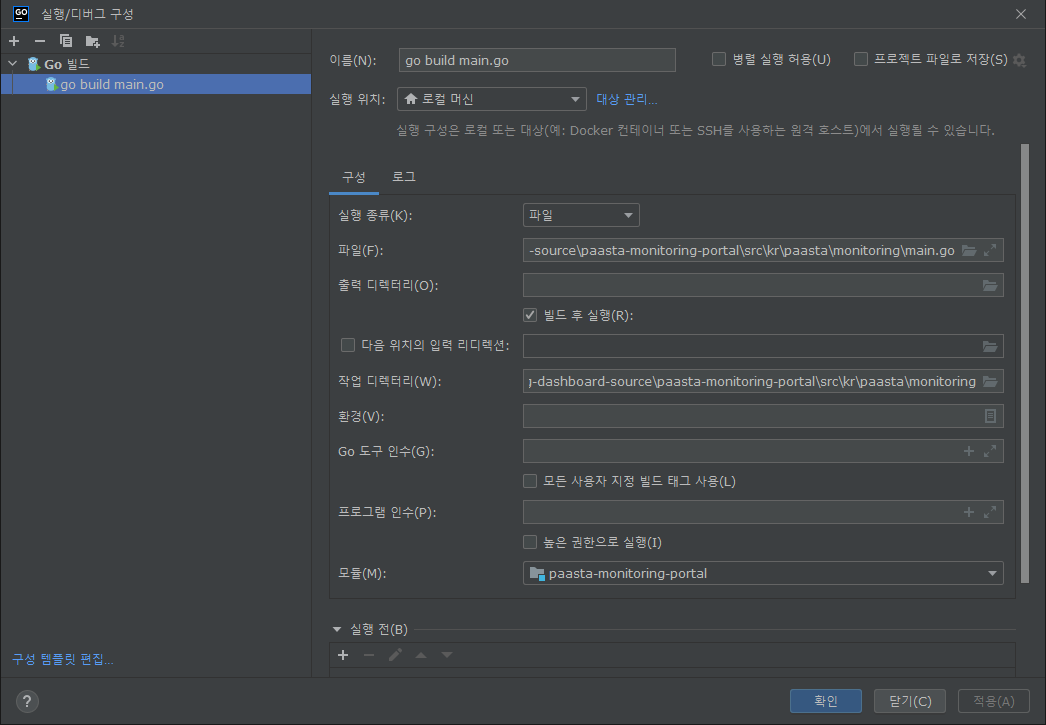 GO 실행/디버그 구성
Go 빌드
go build main.go
이름(N): go build main.go 병렬 실행 허용(U) 프로젝트 파일로 저장(S)
실행 위치: 로컬 머신 대상 관리...
실행 구성은 로컬 또는 대상(예: Docker 컨테이너 또는 SSH를 사용하는 원격 호스트)에서 실행될 수 있습니다.
구성 로그
실행 종류(K): 파일
파일(F): -source\paasta-monitoring-portal\src\kr\paasta\monitoring\main.go
출력 디렉터리(O):
빌드 후 실행(R):
다음 위치의 입력 리디렉션:
작업 디렉터리(W): g-dashboard-source\paasta-monitoring-portal\src\kr\paasta\monitoring
환경(V):
Go 도구 인수(G):
모든 사용자 지정 빌드 태그 사용(L)
프로그램 인수(P):
높은 권한으로 실행(I)
모듈(M): paasta-monitoring-portal
실행 전(B)
구성 템플릿 편집...
? 확인 닫기(C) 적용(A)